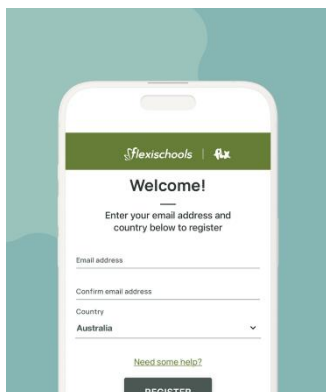 flexischools | flx
Welcome!
Enter your email address and
country below to register
Email address
Confirm email address
Country
Australia
Need some help?
REGISTER